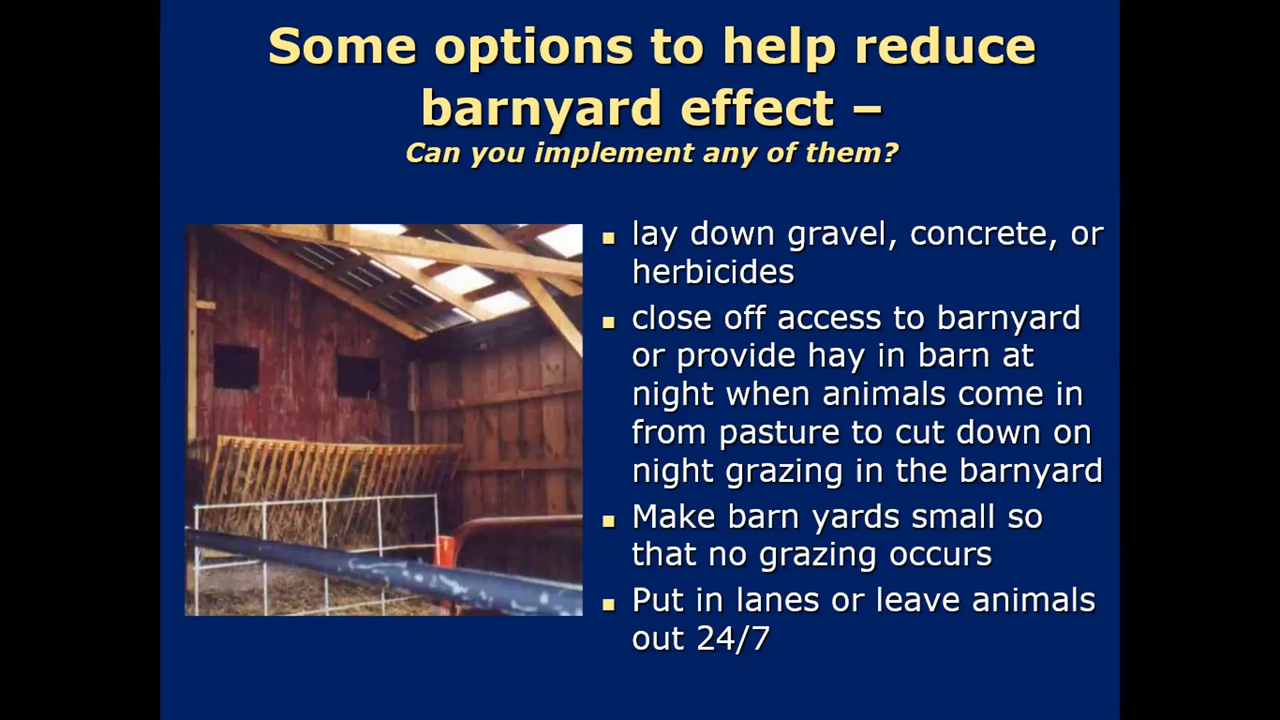 Some options to help reduce
barnyard effect –
Can you implement any of them?
lay down gravel, concrete, or
herbicides
close off access to barnyard
or provide hay in barn at
night when animals come in
from pasture to cut down on
night grazing in the barnyard
Make barn yards small so
that no grazing occurs
Put in lanes or leave animals
out 24/7